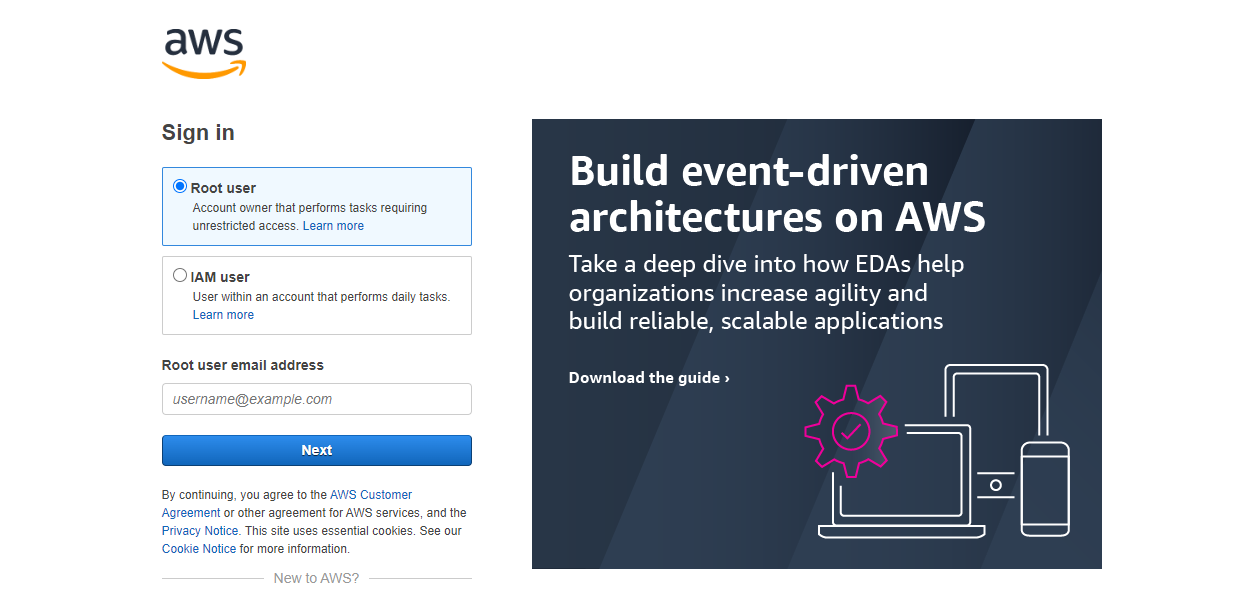 aws
Sign in
Root user
Account owner that performs tasks requiring
unrestricted access. Learn more
IAM user
User within an account that performs daily tasks.
Learn more
Root user email address
username@example.com
Next
By continuing, you agree to the AWS Customer
Agreement or other agreement for AWS services, and the
Privacy Notice. This site uses essential cookies. See our
Cookie Notice for more information.
New to AWS?
Build event-driven
architectures on AWS
Take a deep dive into how EDAs help
organizations increase agility and
build reliable, scalable applications
Download the guide ›